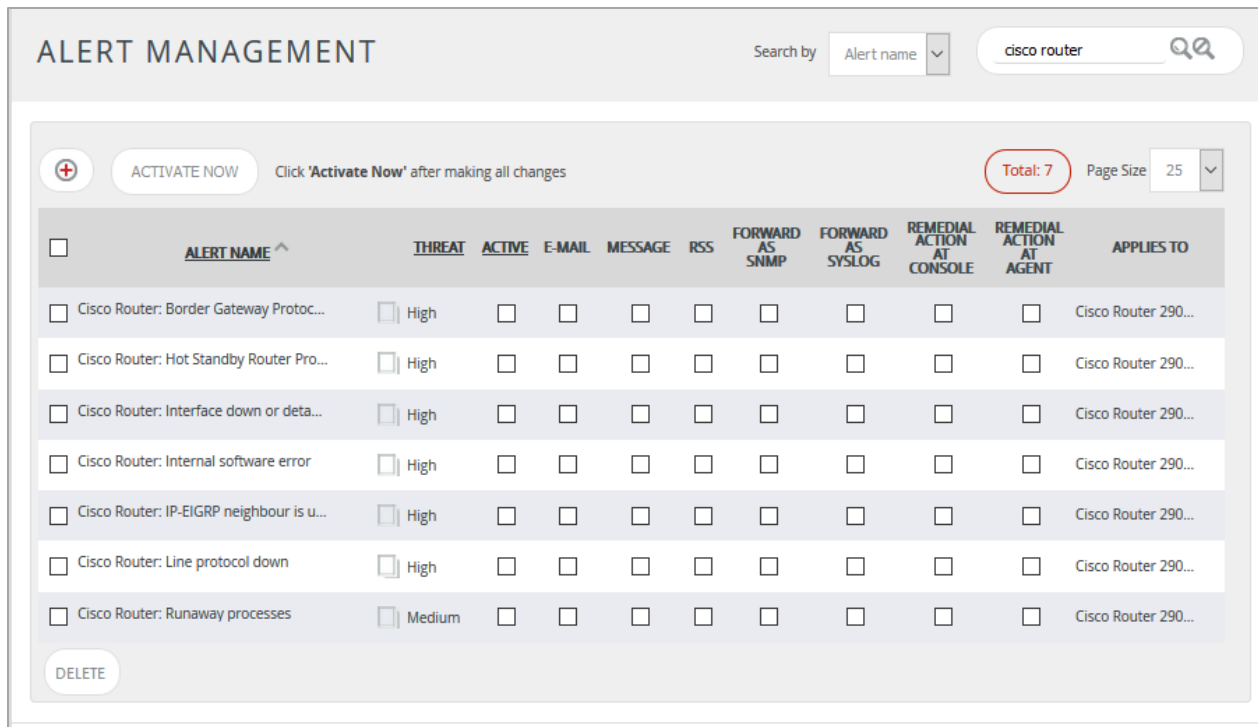 ALERT MANAGEMENT Search by Alert name cisco router
ACTIVATE NOW Click 'Activate Now' after making all changes Total: 7 Page Size 25
ALERT NAME THREAT ACTIVE E-MAIL MESSAGE RSS FORWARD AS SNMP FORWARD AS SYSLOG REMEDIAL ACTION AT CONSOLE REMEDIAL ACTION AT AGENT APPLIES TO
Cisco Router: Border Gateway Protoc... High Cisco Router 290...
Cisco Router: Hot Standby Router Pro... High Cisco Router 290...
Cisco Router: Interface down or deta... High Cisco Router 290...
Cisco Router: Internal software error High Cisco Router 290...
Cisco Router: IP-EIGRP neighbour is u... High Cisco Router 290...
Cisco Router: Line protocol down High Cisco Router 290...
Cisco Router: Runaway processes Medium Cisco Router 290...
DELETE